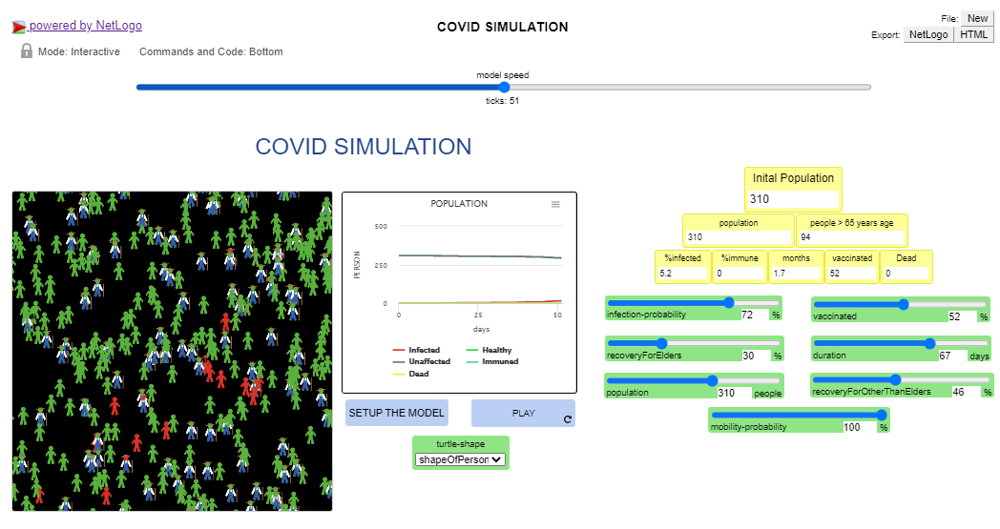 powered by NetLogo
COVID SIMULATION
File: New
Export: NetLogo HTML
Mode: Interactive Commands and Code: Bottom
model speed
ticks: 51
COVID SIMULATION
Inital Population
310
population
310
people > 65 years age
94
%infected
5.2
%immune
0
months
1.7
vaccinated
52
Dead
0
POPULATION
PERSON
500
250
0
0 25 50
days
Infected Healthy
Unaffected Immuned
Dead
infection-probability 72 %
vaccinated 52 %
recoveryForElders 30 %
duration 67 days
population 310 people
recoveryForOtherThanElders 46 %
mobility-probability 100 %
SETUP THE MODEL
PLAY
turtle-shape
shapeOfPerson